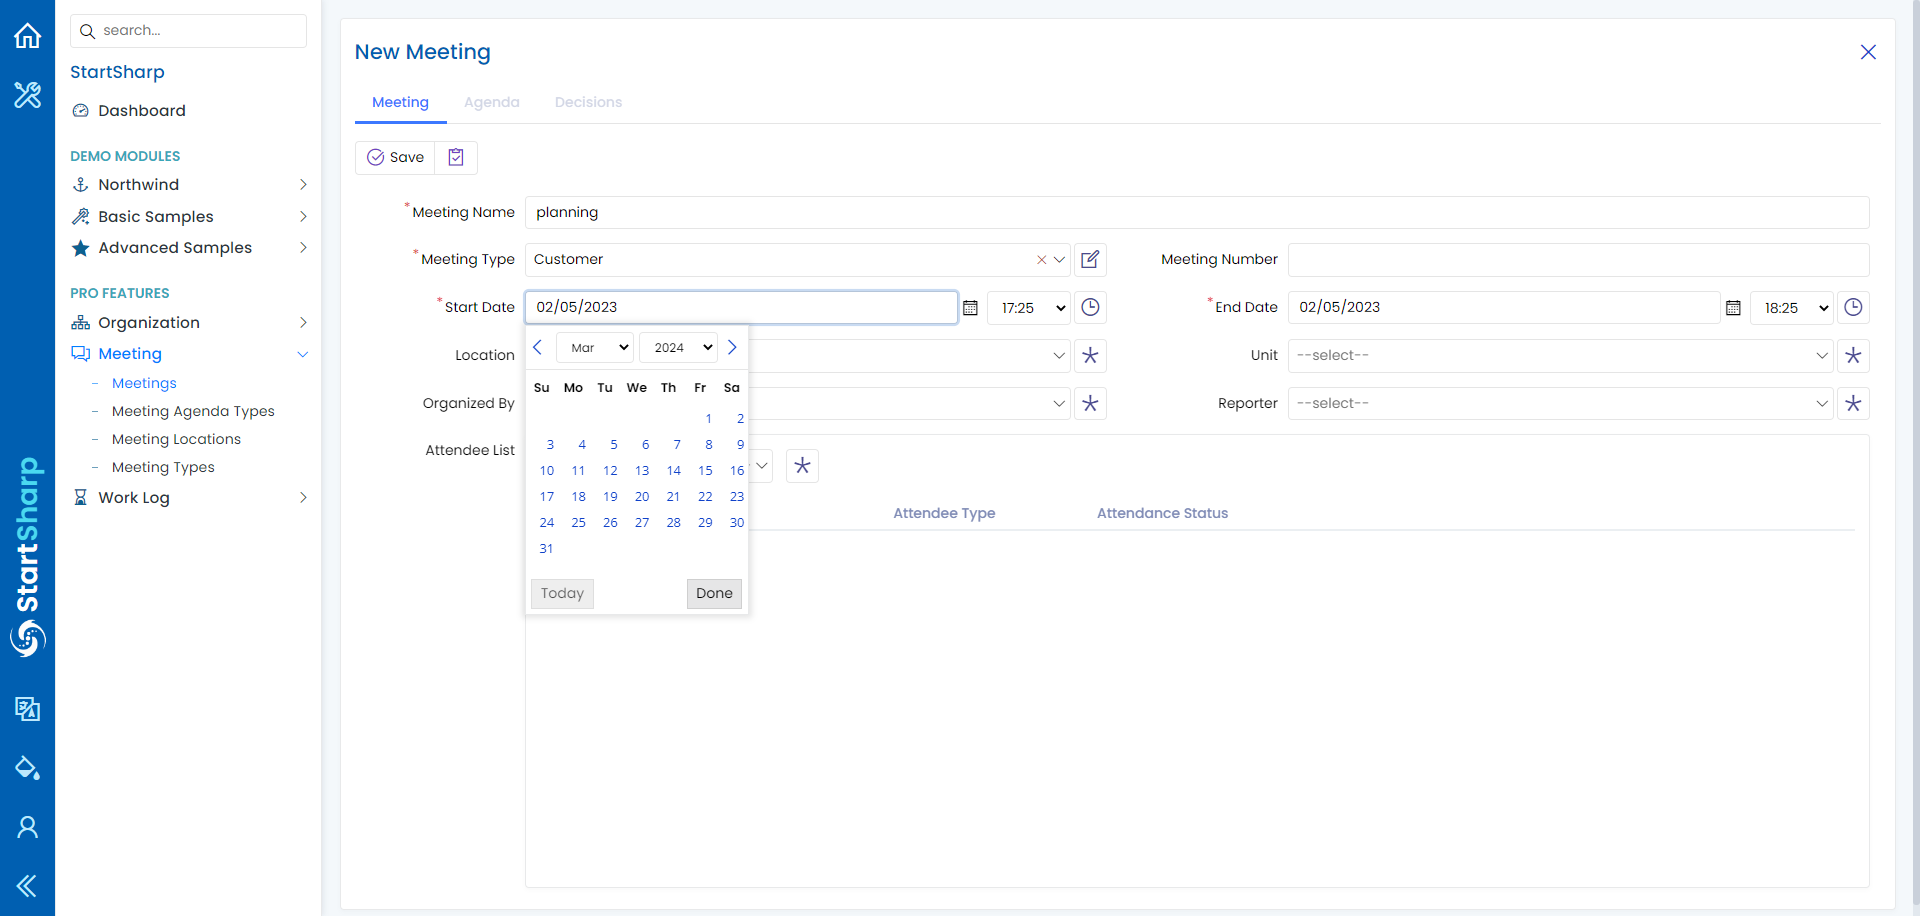 search...
StartSharp
Dashboard
DEMO MODULES
Northwind
Basic Samples
Advanced Samples
PRO FEATURES
Organization
Meeting
- Meetings
- Meeting Agenda Types
- Meeting Locations
- Meeting Types
Work Log
StartSharp
New Meeting
Meeting Agenda Decisions
Save
*Meeting Name planning
*Meeting Type Customer Meeting Number
*Start Date 02/05/2023 17:25 *End Date 02/05/2023 18:25
Mar 2024
Location Unit --select--
Su Mo Tu We Th Fr Sa
Organized By Reporter --select--
1 2
Attendee List
3 4 5 6 7 8 9
10 11 12 13 14 15 16
17 18 19 20 21 22 23
Attendee Type Attendance Status
24 25 26 27 28 29 30
31
Today Done